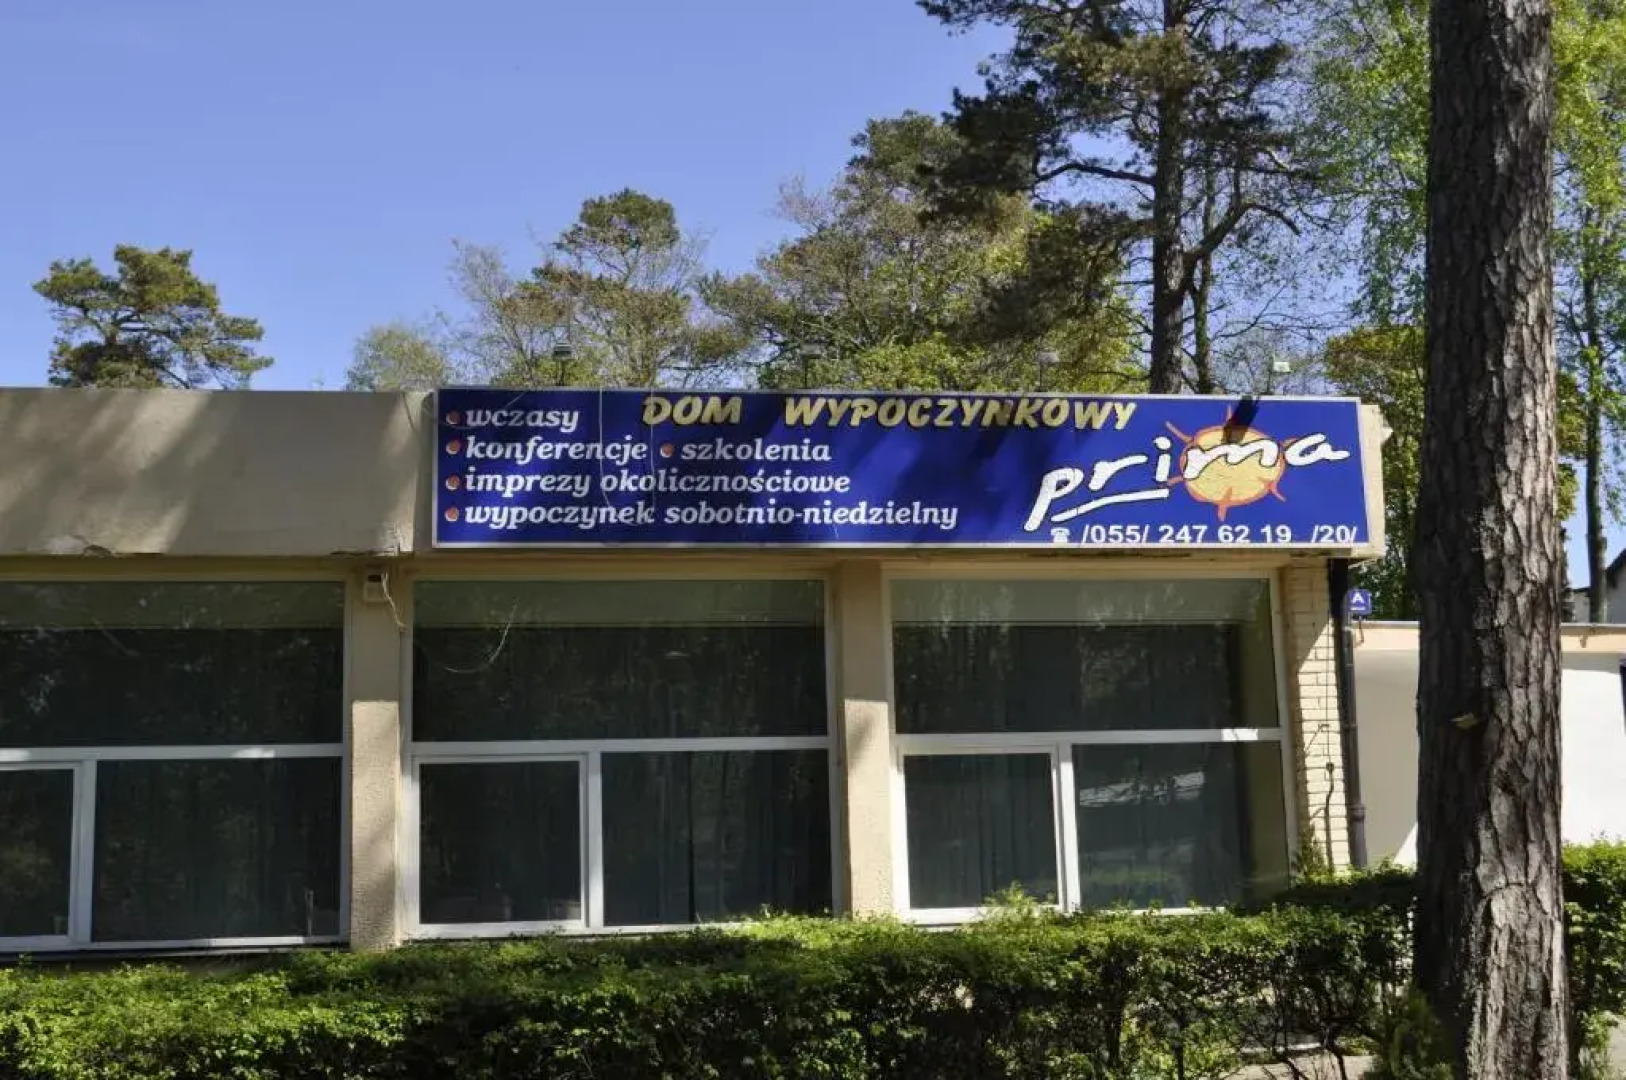 DOM WYPOCZYNKOWY
• wczasy
• konferencje • szkolenia
• imprezy okolicznościowe
• wypoczynek sobotnio-niedzielny
prima
☎ /055/ 247 62 19 /20/
A